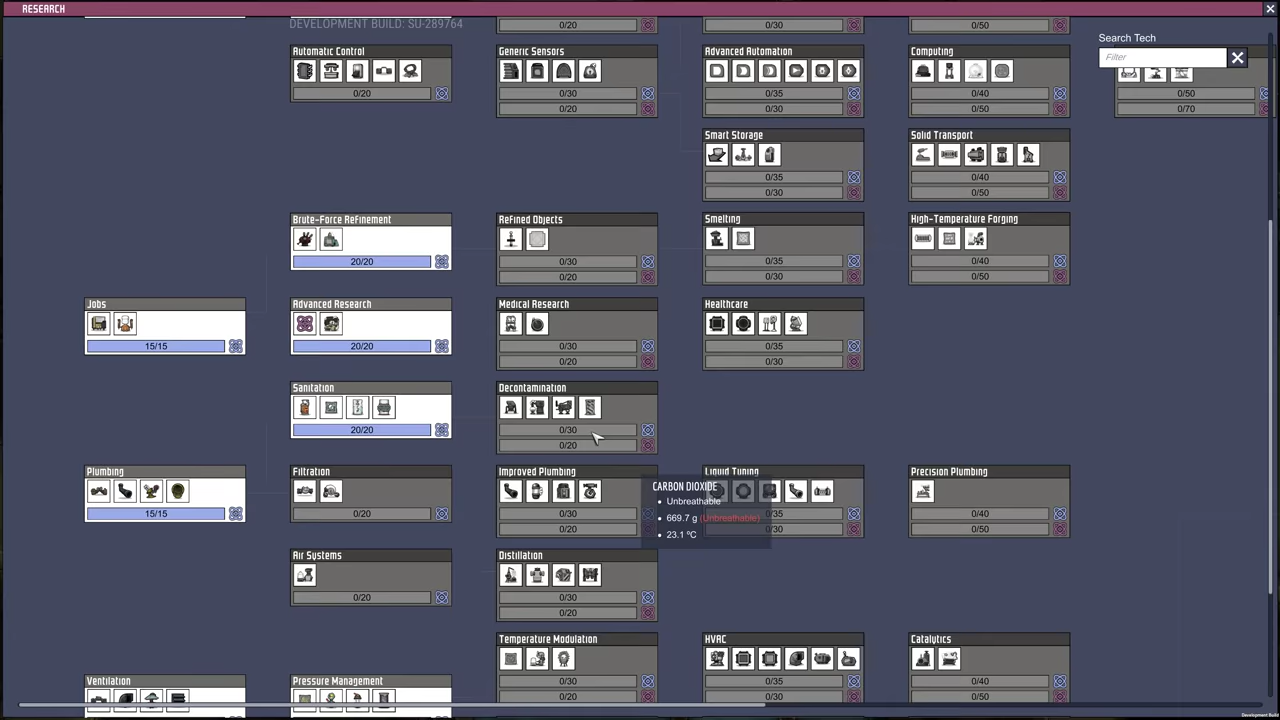 RESEARCH
DEVELOPMENT BUILD: SU-289764
Search Tech
Filter
0/20
0/30
0/50
Automatic Control
0/20
Generic Sensors
0/30
0/20
Advanced Automation
0/35
0/30
Computing
0/40
0/50
0/50
0/70
Smart Storage
0/35
0/30
Solid Transport
0/40
0/50
Brute-Force Refinement
20/20
Refined Objects
0/30
0/20
Smelting
0/35
0/30
High-Temperature Forging
0/40
0/50
Jobs
15/15
Advanced Research
20/20
Medical Research
0/30
0/20
Healthcare
0/35
0/30
Sanitation
20/20
Decontamination
0/30
0/20
Plumbing
15/15
Filtration
0/20
Improved Plumbing
0/30
0/20
Liquid Tuning
0/35
0/30
Precision Plumbing
0/40
0/50
CARBON DIOXIDE
• Unbreathable
• 669.7 g (Unbreathable)
• 23.1 ºC
Air Systems
0/20
Distillation
0/30
0/20
Temperature Modulation
0/30
0/20
HVAC
0/35
0/30
Catalytics
0/40
0/50
Ventilation
Pressure Management
Development Build